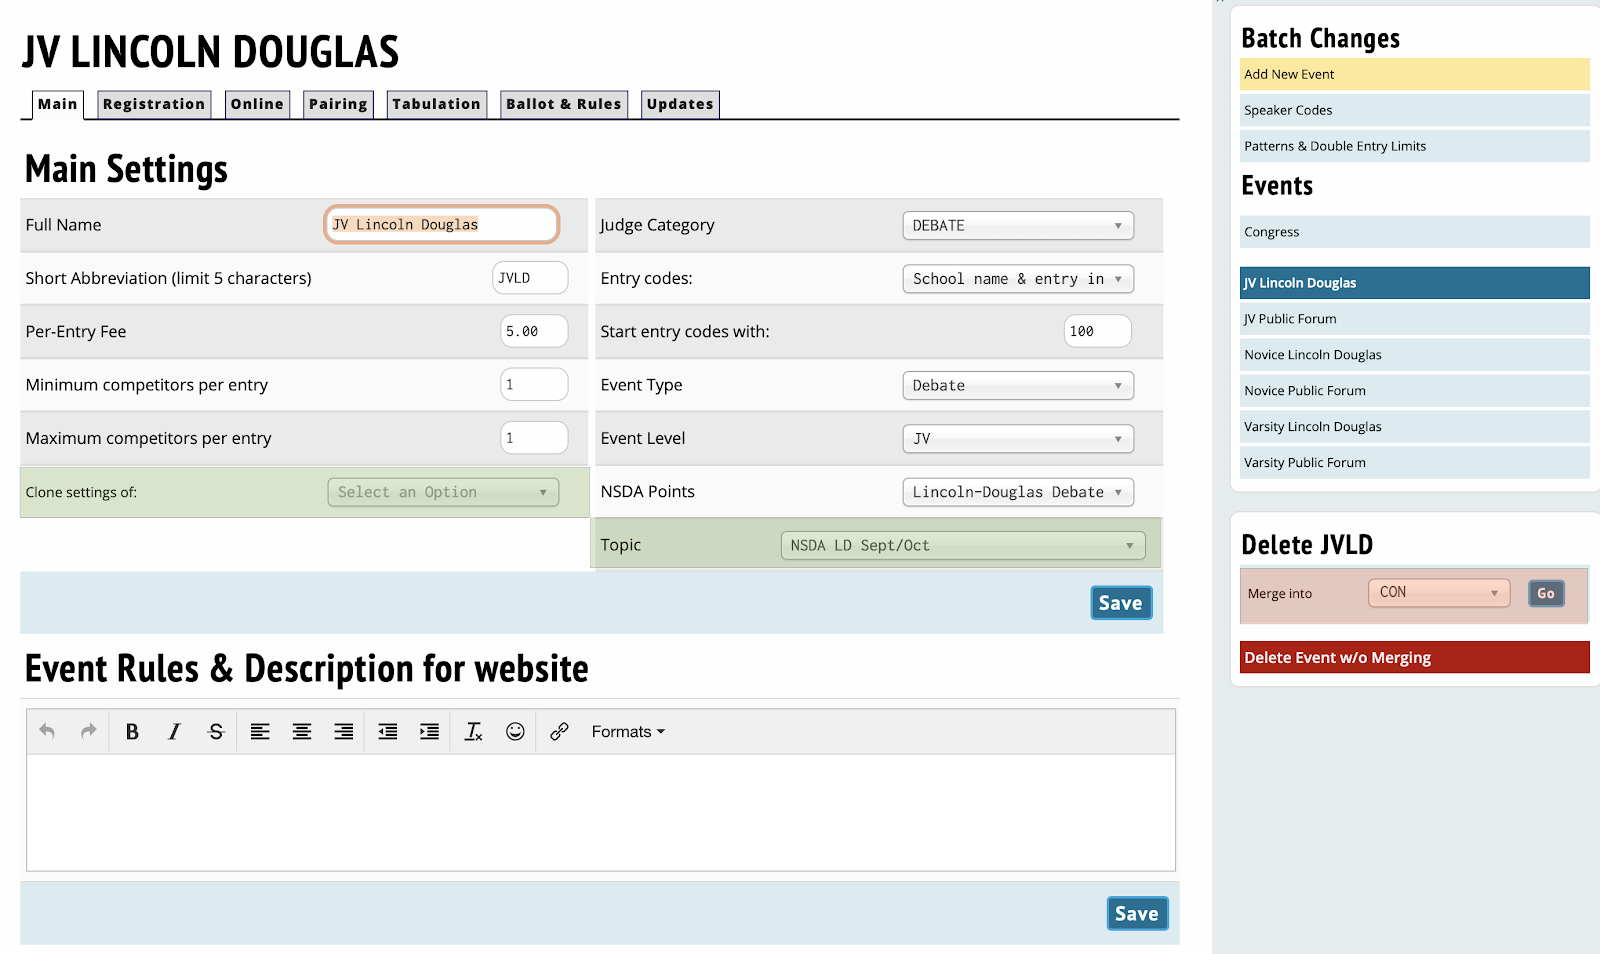 JV LINCOLN DOUGLAS
Main Registration Online Pairing Tabulation Ballot & Rules Updates
Main Settings
Full Name JV Lincoln Douglas
Short Abbreviation (limit 5 characters) JVLD
Per-Entry Fee 5.00
Minimum competitors per entry 1
Maximum competitors per entry 1
Clone settings of: Select an Option
Judge Category DEBATE
Entry codes: School name & entry in
Start entry codes with: 100
Event Type Debate
Event Level JV
NSDA Points Lincoln-Douglas Debate
Topic NSDA LD Sept/Oct
Save
Event Rules & Description for website
B I S Formats
Save
Batch Changes
Add New Event
Speaker Codes
Patterns & Double Entry Limits
Events
Congress
JV Lincoln Douglas
JV Public Forum
Novice Lincoln Douglas
Novice Public Forum
Varsity Lincoln Douglas
Varsity Public Forum
Delete JVLD
Merge into CON Go
Delete Event w/o Merging